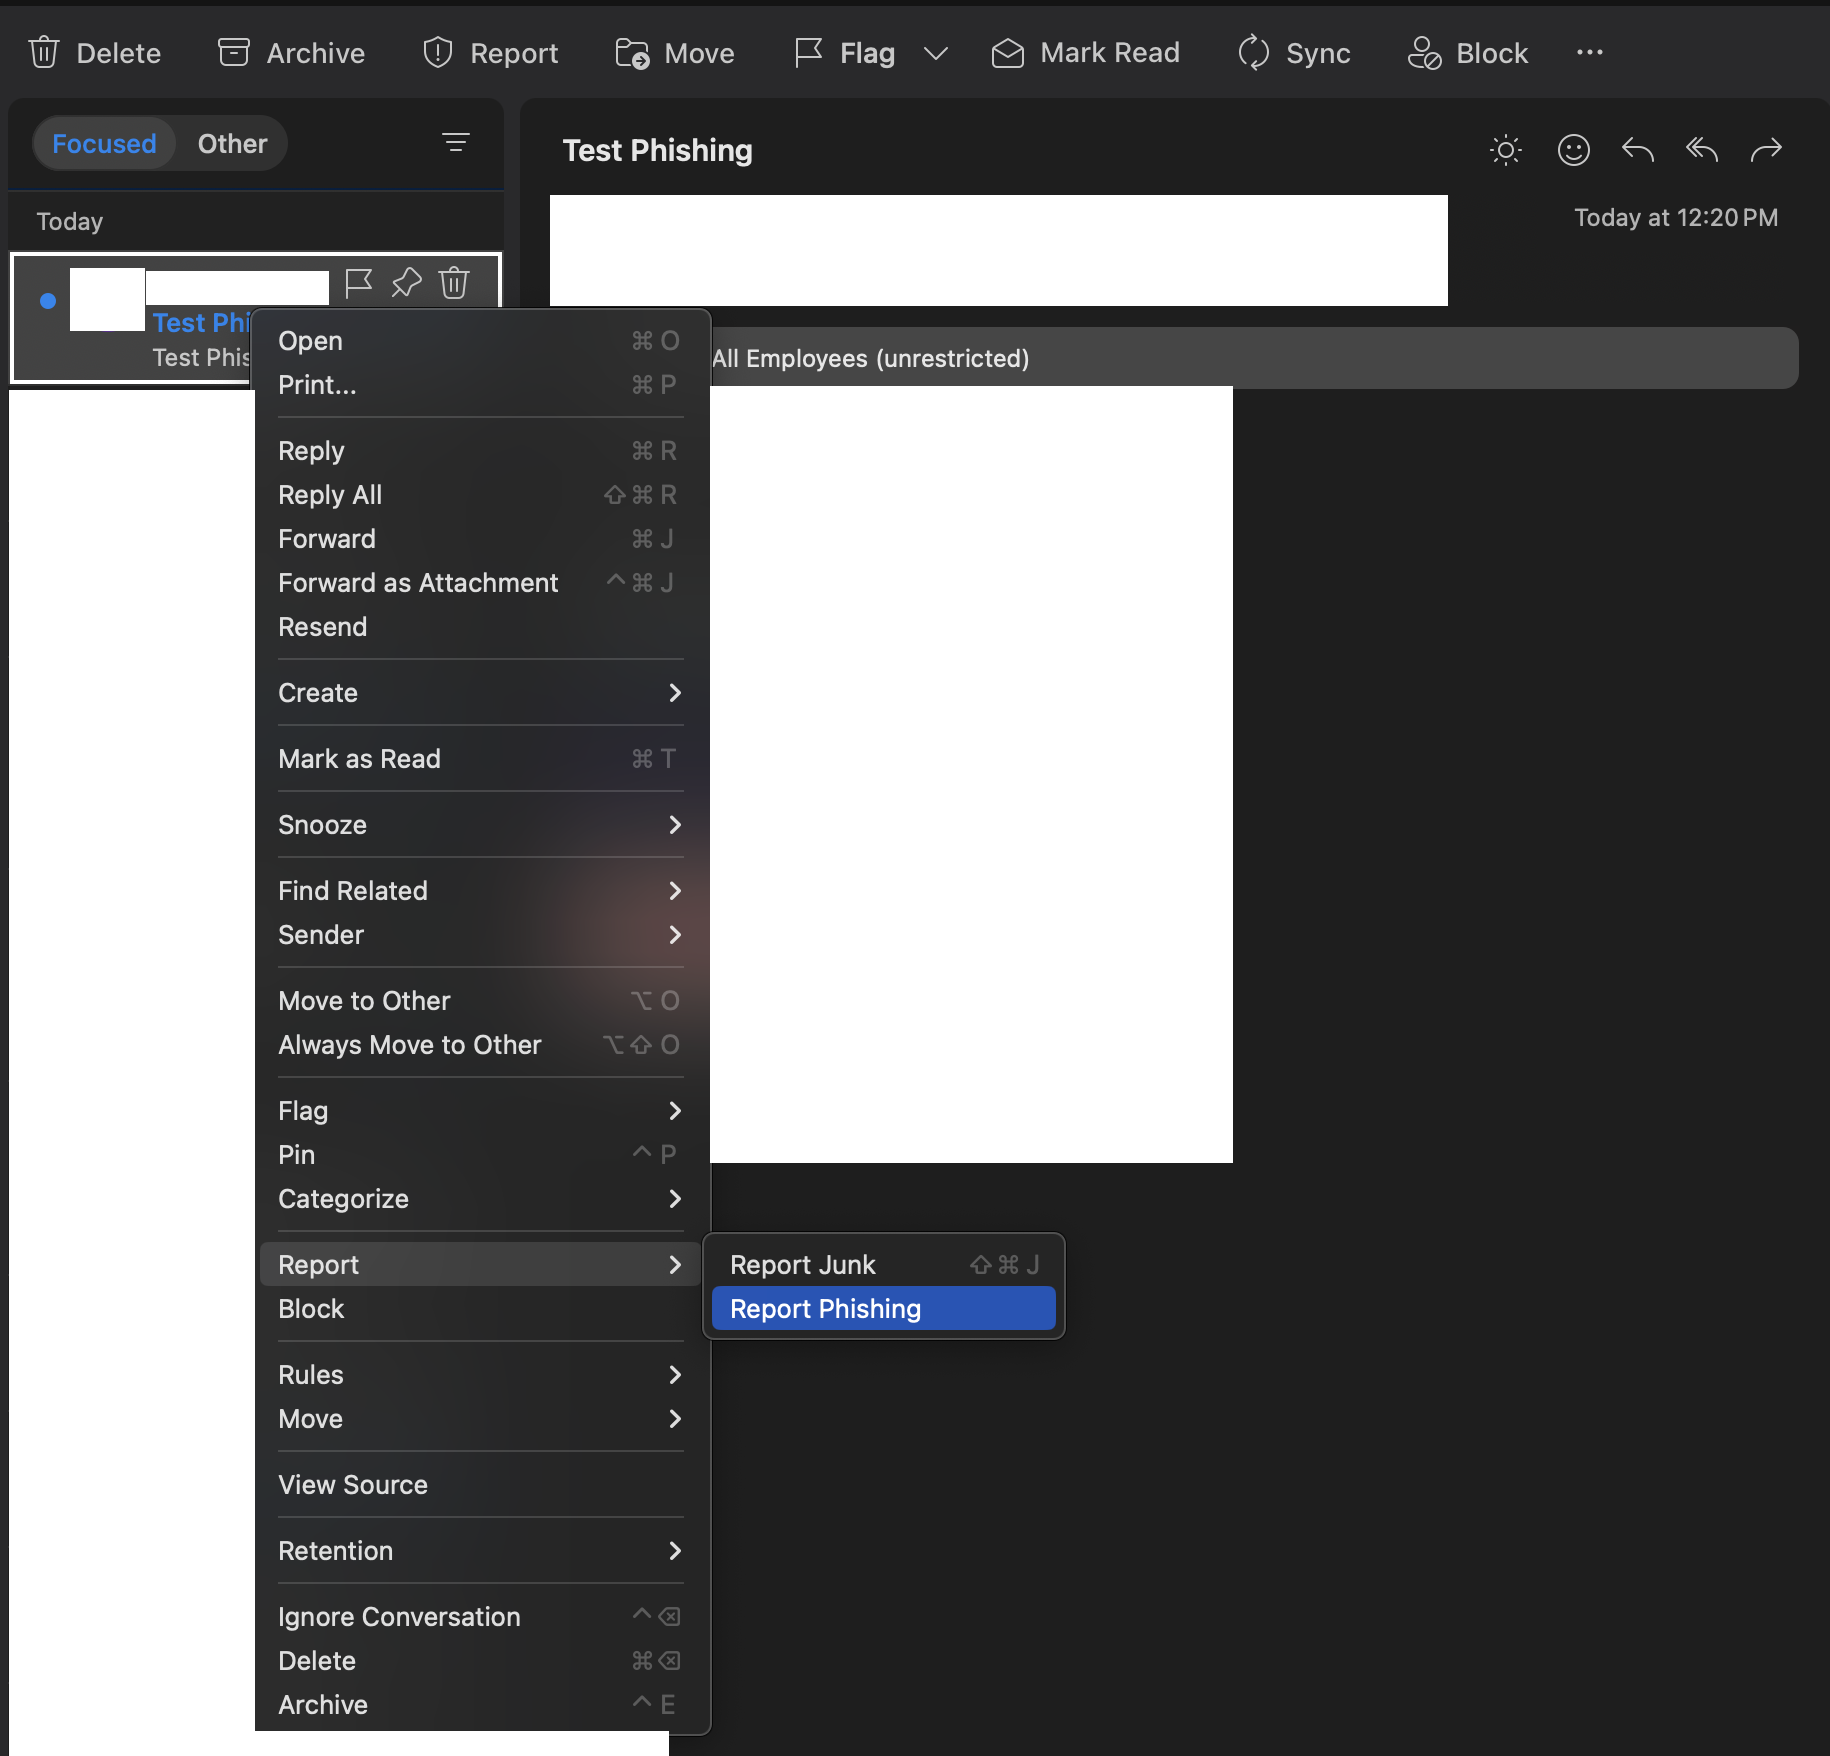 Delete Archive Report Move Flag Mark Read Sync Block
Focused Other
Today
Test Phi
Test Phis
Test Phishing
Today at 12:20 PM
All Employees (unrestricted)
Open ⌘ O
Print... ⌘ P
Reply ⌘ R
Reply All ⇧ ⌘ R
Forward ⌘ J
Forward as Attachment ^ ⌘ J
Resend
Create
Mark as Read ⌘ T
Snooze
Find Related
Sender
Move to Other ⌥ O
Always Move to Other ⌥ ⇧ O
Flag
Pin ^ P
Categorize
Report
Report Junk ⇧ ⌘ J
Report Phishing
Block
Rules
Move
View Source
Retention
Ignore Conversation ^ ⌫
Delete ⌘ ⌫
Archive ^ E